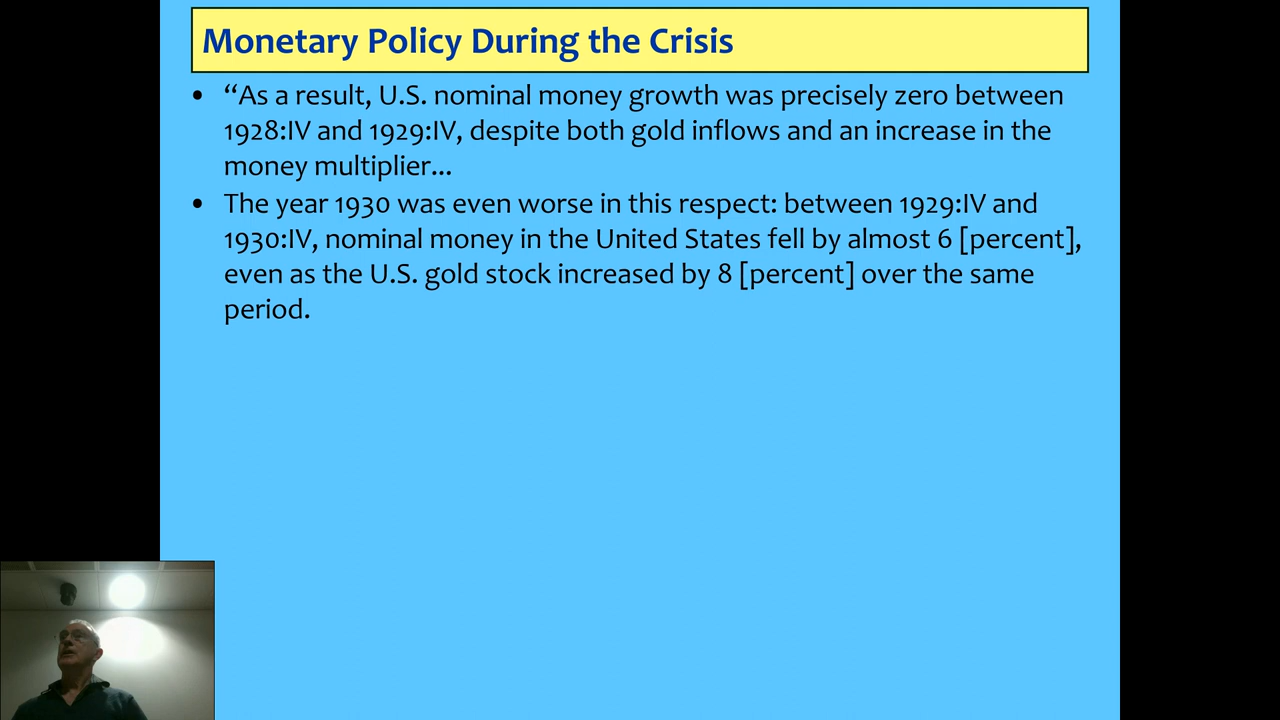 Monetary Policy During the Crisis
• “As a result, U.S. nominal money growth was precisely zero between
1928:IV and 1929:IV, despite both gold inflows and an increase in the
money multiplier...
• The year 1930 was even worse in this respect: between 1929:IV and
1930:IV, nominal money in the United States fell by almost 6 [percent],
even as the U.S. gold stock increased by 8 [percent] over the same
period.